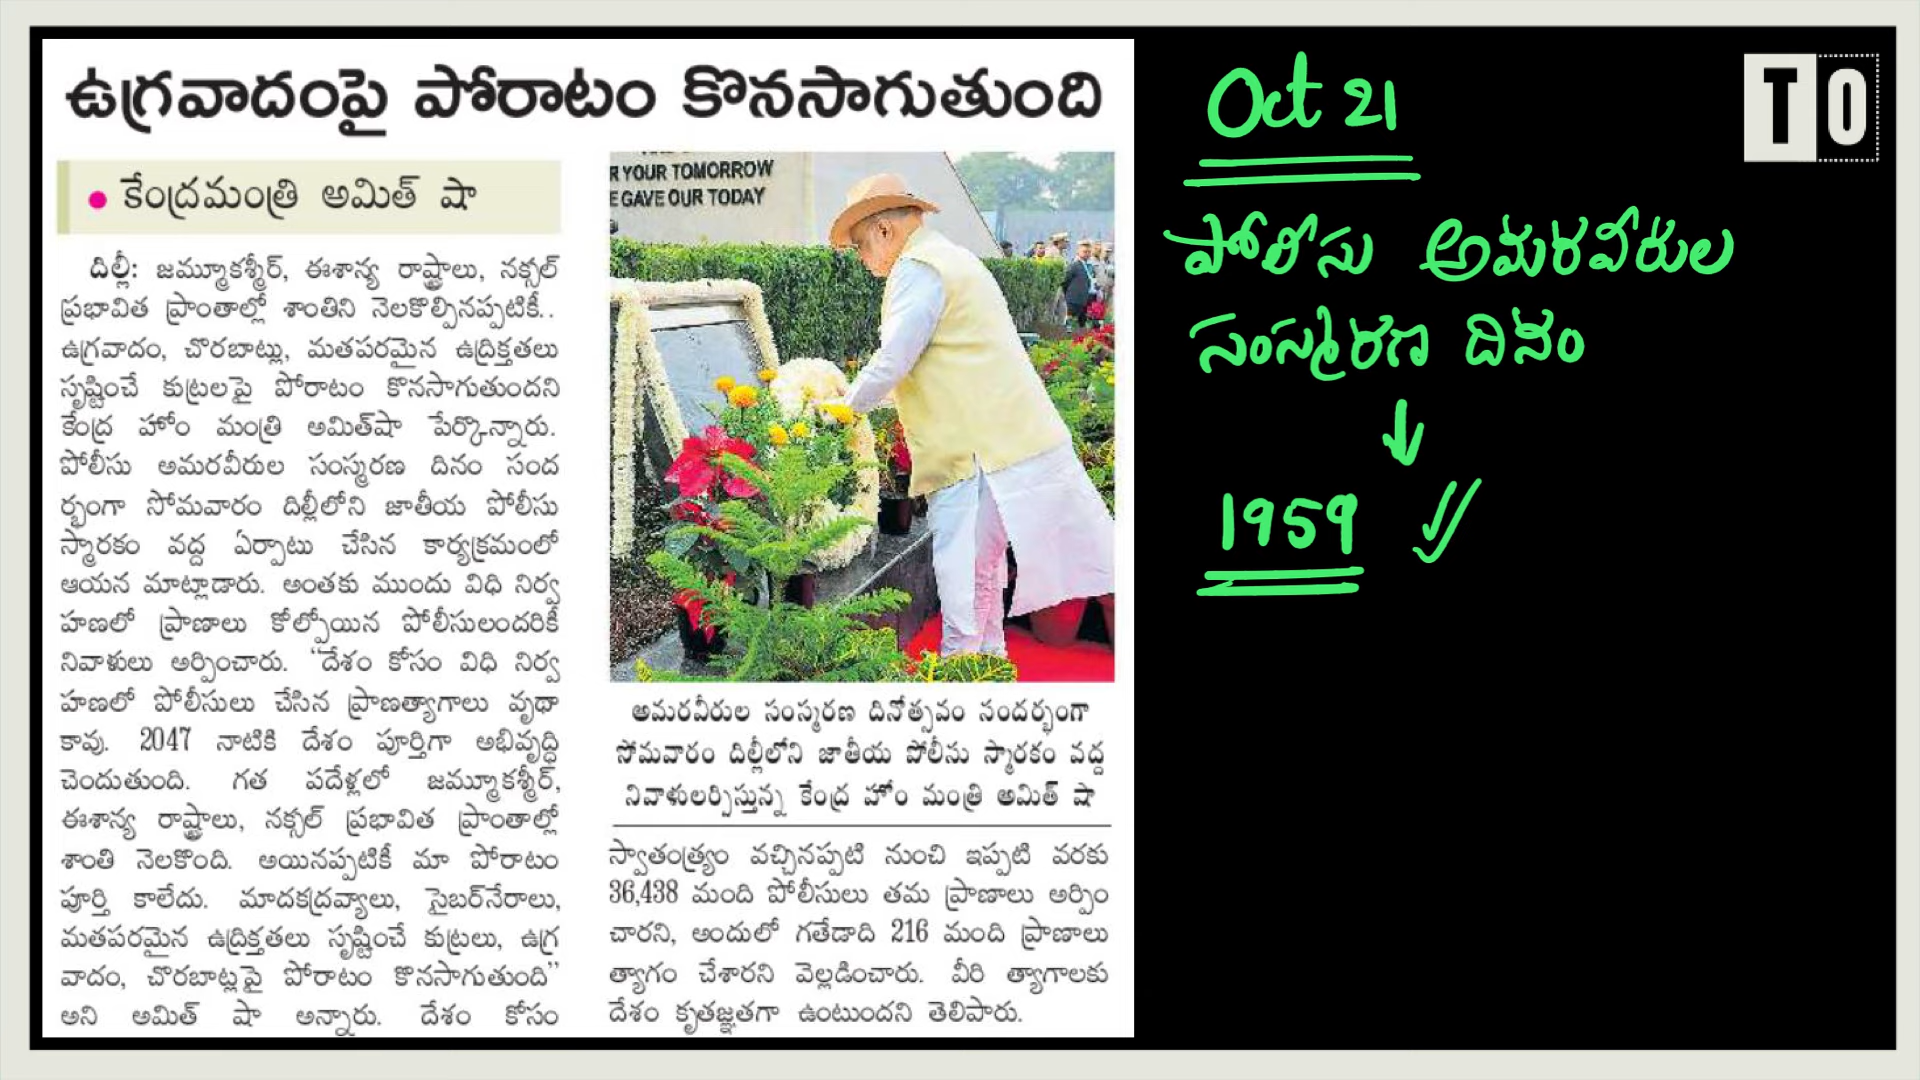 ఉగ్రవాదంపై పోరాటం కొనసాగుతుంది
• కేంద్రమంత్రి అమిత్ షా
దిల్లీ: జమ్మూకశ్మీర్, ఈశాన్య రాష్ట్రాలు, నక్సల్
ప్రభావిత ప్రాంతాల్లో శాంతిని నెలకొల్పినప్పటికీ..
ఉగ్రవాదం, చొరబాట్లు, మతపరమైన ఉద్రిక్తతలు
సృష్టించే కుట్రలపై పోరాటం కొనసాగుతుందని
కేంద్ర హోం మంత్రి అమిత్‌షా పేర్కొన్నారు.
పోలీసు అమరవీరుల సంస్మరణ దినం సంద
ర్భంగా సోమవారం దిల్లీలోని జాతీయ పోలీసు
స్మారకం వద్ద ఏర్పాటు చేసిన కార్యక్రమంలో
ఆయన మాట్లాడారు. అంతకు ముందు విధి నిర్వ
హణలో ప్రాణాలు కోల్పోయిన పోలీసులందరికీ
నివాళులు అర్పించారు. “దేశం కోసం విధి నిర్వ
హణలో పోలీసులు చేసిన ప్రాణత్యాగాలు వృథా
కావు. 2047 నాటికి దేశం పూర్తిగా అభివృద్ధి
చెందుతుంది. గత పదేళ్లలో జమ్మూకశ్మీర్,
ఈశాన్య రాష్ట్రాలు, నక్సల్ ప్రభావిత ప్రాంతాల్లో
శాంతి నెలకొంది. అయినప్పటికీ మా పోరాటం
పూర్తి కాలేదు. మాదకద్రవ్యాలు, సైబర్‌నేరాలు,
మతపరమైన ఉద్రిక్తతలు సృష్టించే కుట్రలు, ఉగ్ర
వాదం, చొరబాట్లపై పోరాటం కొనసాగుతుంది”
అని అమిత్ షా అన్నారు. దేశం కోసం
R YOUR TOMORROW
E GAVE OUR TODAY
అమరవీరుల సంస్మరణ దినోత్సవం సందర్భంగా
సోమవారం దిల్లీలోని జాతీయ పోలీసు స్మారకం వద్ద
నివాళులర్పిస్తున్న కేంద్ర హోం మంత్రి అమిత్ షా
స్వాతంత్ర్యం వచ్చినప్పటి నుంచి ఇప్పటి వరకు
36,438 మంది పోలీసులు తమ ప్రాణాలు అర్పిం
చారని, అందులో గతేడాది 216 మంది ప్రాణాలు
త్యాగం చేశారని వెల్లడించారు. వీరి త్యాగాలకు
దేశం కృతజ్ఞతగా ఉంటుందని తెలిపారు.
Oct 21
పోలీసు అమరవీరుల
సంస్మరణ దినం
↓
1959
TO